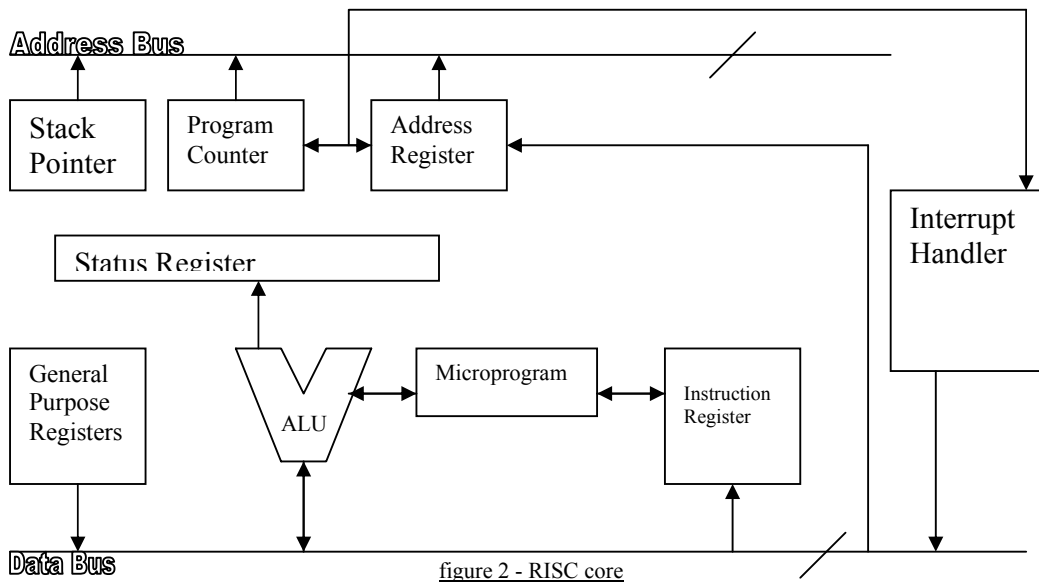 Address Bus
Stack
Pointer
Program
Counter
Address
Register
Interrupt
Handler
Status Register
General
Purpose
Registers
ALU
Microprogram
Instruction
Register
Data Bus
figure 2 - RISC core